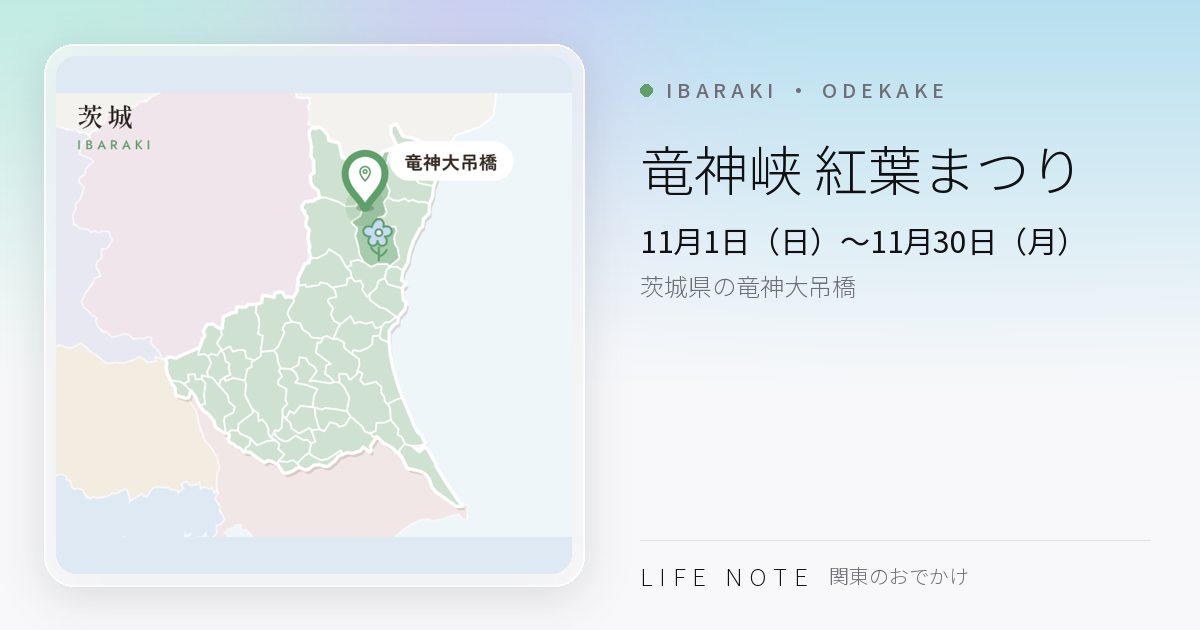 茨城
IBARAKI
竜神大吊橋
IBARAKI • ODEKAKE
竜神峡 紅葉まつり
11月1日（日）〜11月30日（月）
茨城県の竜神大吊橋
LIFE NOTE 関東のおでかけ